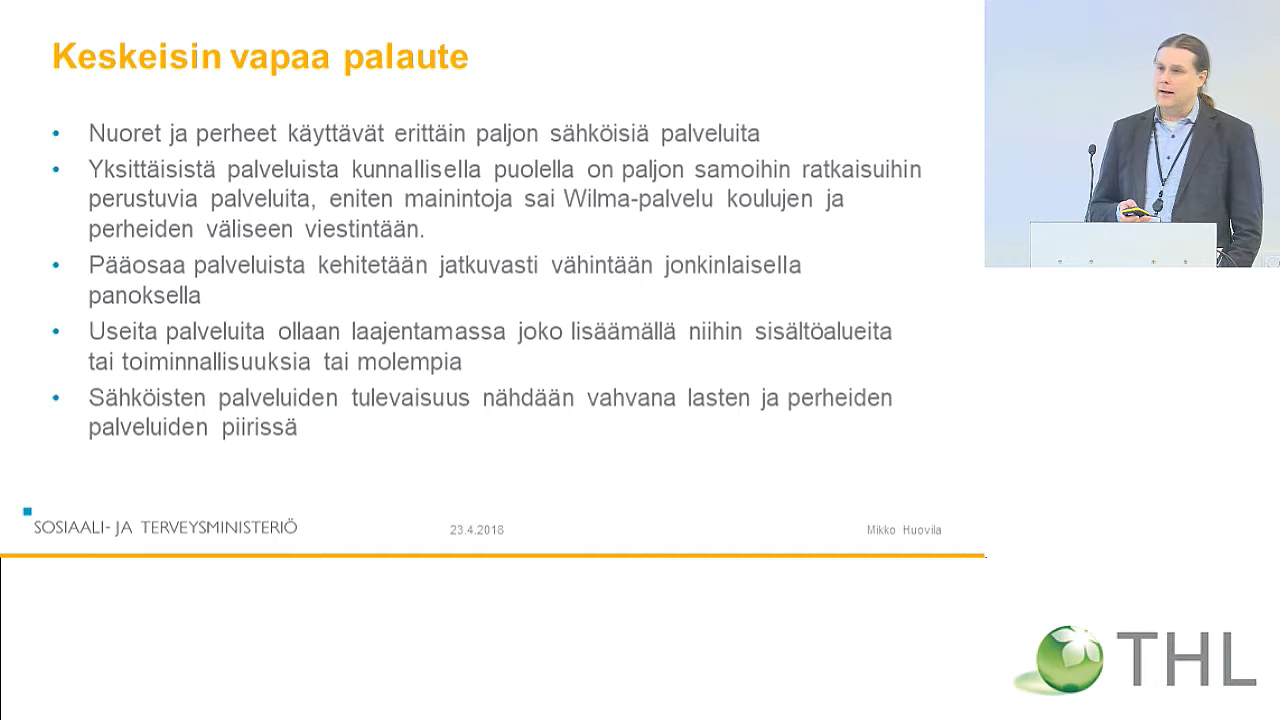 Keskeisin vapaa palaute
• Nuoret ja perheet käyttävät erittäin paljon sähköisiä palveluita
• Yksittäisistä palveluista kunnallisella puolella on paljon samoihin ratkaisuihin
perustuvia palveluita, eniten mainintoja sai Wilma-palvelu koulujen ja
perheiden väliseen viestintään.
• Pääosaa palveluista kehitetään jatkuvasti vähintään jonkinlaisella
panoksella
• Useita palveluita ollaan laajentamassa joko lisäämällä niihin sisältöalueita
tai toiminnallisuuksia tai molempia
• Sähköisten palveluiden tulevaisuus nähdään vahvana lasten ja perheiden
palveluiden piirissä
SOSIAALI- JA TERVEYSMINISTERIÖ
23.4.2018
Mikko Huovila
THL